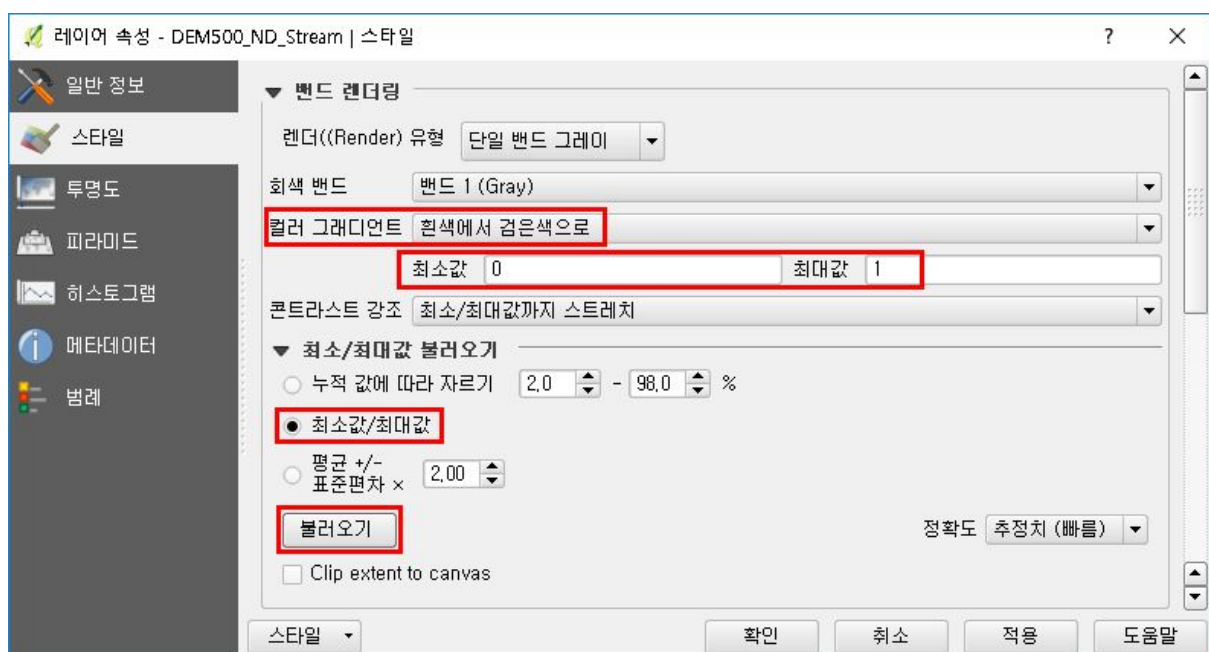 레이어 속성 - DEM500_ND_Stream | 스타일 ? ×
일반 정보
스타일
투명도
피라미드
히스토그램
메타데이터
범례
▼ 밴드 렌더링
렌더((Render) 유형 단일 밴드 그레이
회색 밴드 밴드 1 (Gray)
컬러 그래디언트 흰색에서 검은색으로
최소값 0 최대값 1
콘트라스트 강조 최소/최대값까지 스트레치
▼ 최소/최대값 불러오기
누적 값에 따라 자르기 2,0 - 98,0 %
최소값/최대값
평균 +/-
표준편차 × 2,00
불러오기 정확도 추정치 (빠름)
Clip extent to canvas
스타일 확인 취소 적용 도움말